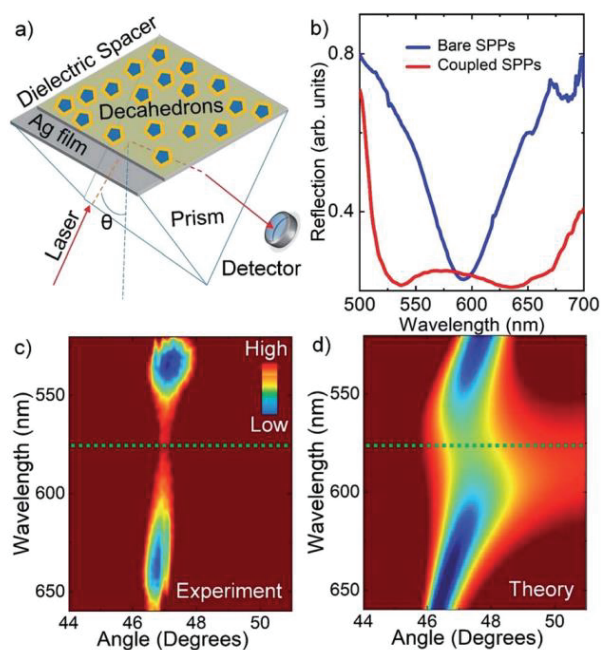 a)
Dielectric Spacer
Decahedrons
Ag film
Laser
θ
Prism
Detector
b)
Bare SPPs
Coupled SPPs
Reflection (arb. units)
0.8
0.4
500 550 600 650 700
Wavelength (nm)
c)
High
Low
Wavelength (nm)
550
600
650
Experiment
44 46 48 50
Angle (Degrees)
d)
Wavelength (nm)
550
600
650
Theory
44 46 48 50
Angle (Degrees)